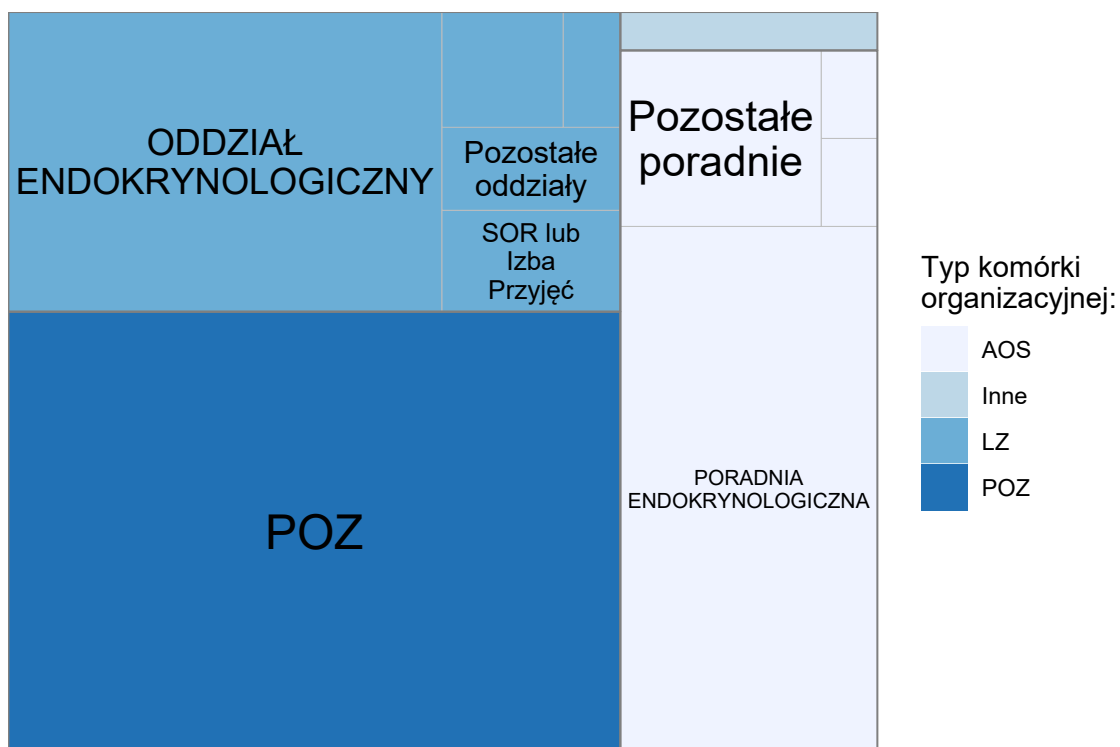 ODDZIAŁ
ENDOKRYNOLOGICZNY
Pozostałe
oddziały
SOR lub
Izba
Przyjęć
POZ
Pozostałe
poradnie
PORADNIA
ENDOKRYNOLOGICZNA
Typ komórki
organizacyjnej:
AOS
Inne
LZ
POZ